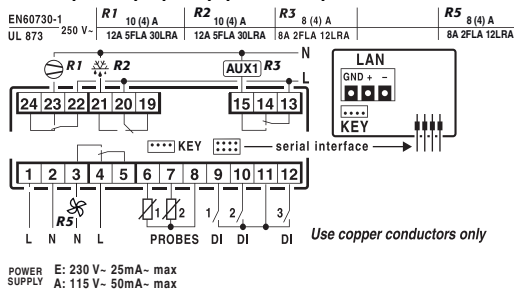 EN60730-1
UL 873
250 V~
R1 10 (4) A
12A 5FLA 30LRA
R2 10 (4) A
12A 5FLA 30LRA
R3 8 (4) A
8A 2FLA 12LRA
R5 8 (4) A
8A 2FLA 12LRA
N
R1 R2 AUX1 R3
L
24 23 22 21 20 19 15 14 13
LAN
GND + -
KEY
KEY serial interface
1 2 3 4 5 6 7 8 9 10 11 12
R5 1 2 1 2 3
L N N L PROBES DI DI DI
Use copper conductors only
POWER SUPPLY
E: 230 V~ 25mA~ max
A: 115 V~ 50mA~ max